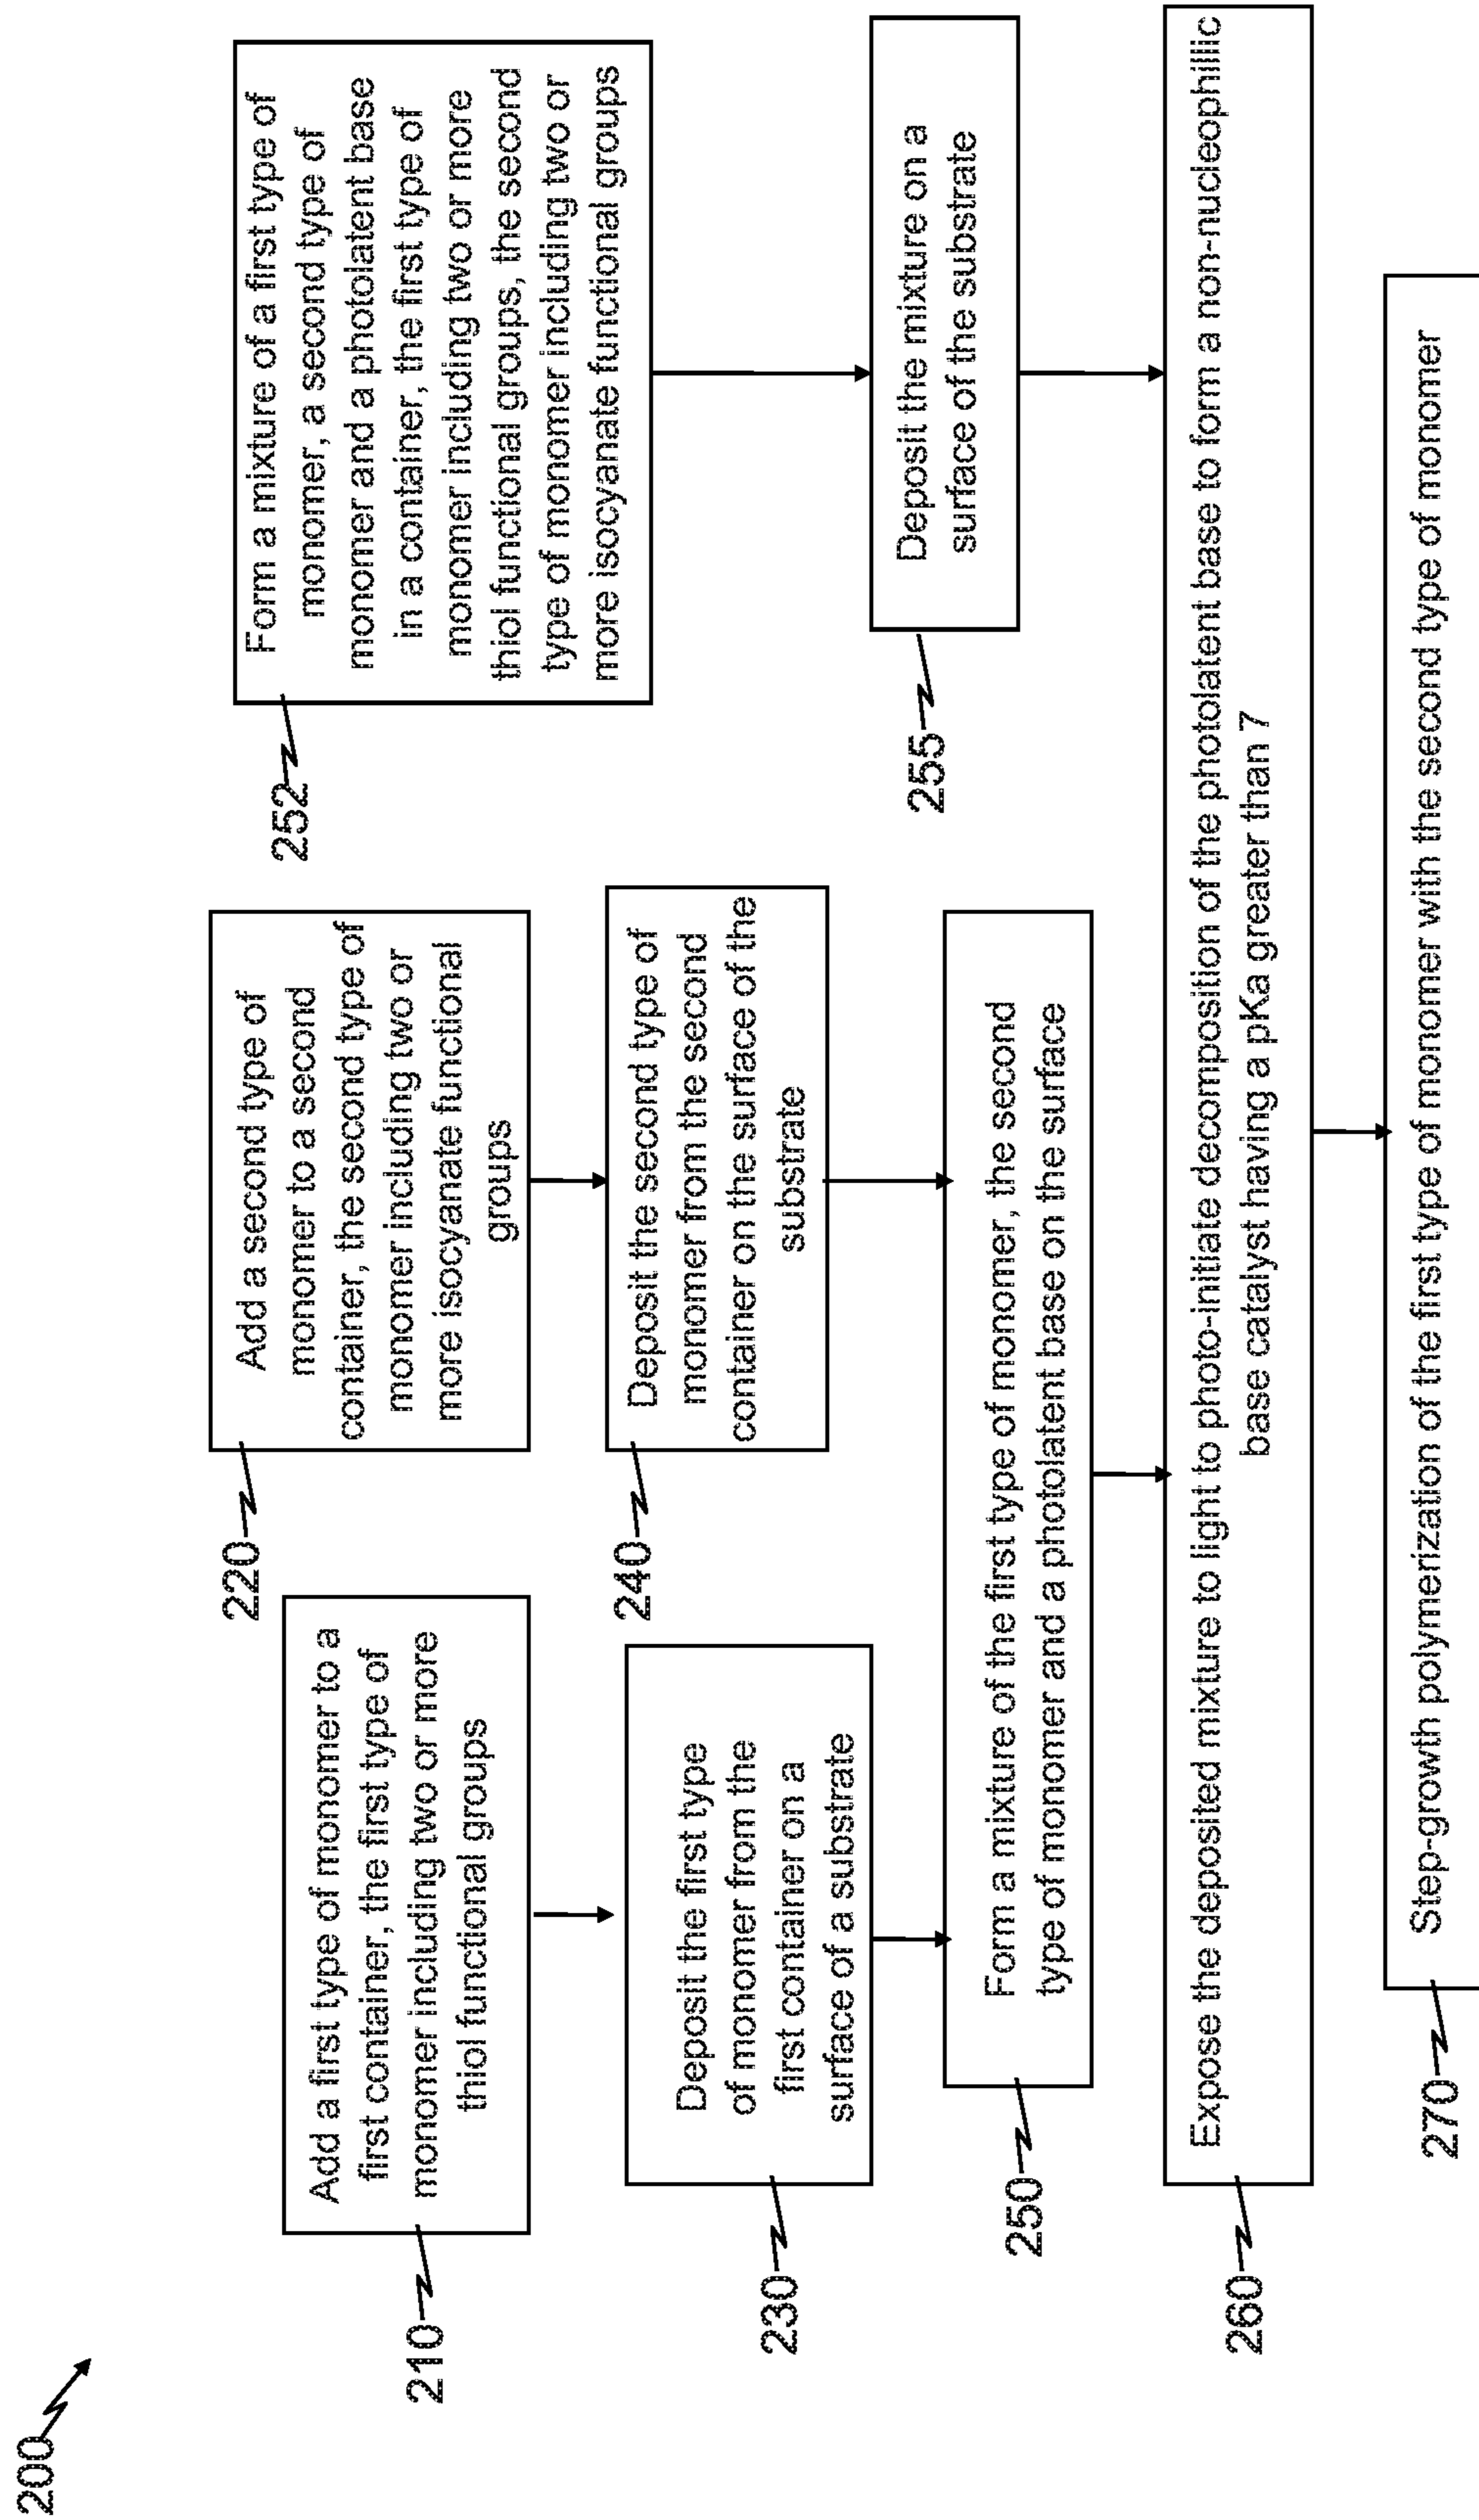 200
210
Add a first type of monomer to a
first container, the first type of
monomer including two or more
thiol functional groups
220
Add a second type of
monomer to a second
container, the second type of
monomer including two or
more isocyanate functional
groups
252
Form a mixture of a first type of
monomer, a second type of
monomer and a photolatent base
in a container, the first type of
monomer including two or more
thiol functional groups, the second
type of monomer including two or
more isocyanate functional groups
230
Deposit the first type
of monomer from the
first container on a
surface of a substrate
240
Deposit the second type of
monomer from the second
container on the surface of the
substrate
255
Deposit the mixture on a
surface of the substrate
250
Form a mixture of the first type of monomer, the second
type of monomer and a photolatent base on the surface
260
Expose the deposited mixture to light to photo-initiate decomposition of the photolatent base to form a non-nucleophillic
base catalyst having a pKa greater than 7
270
Step-growth polymerization of the first type of monomer with the second type of monomer